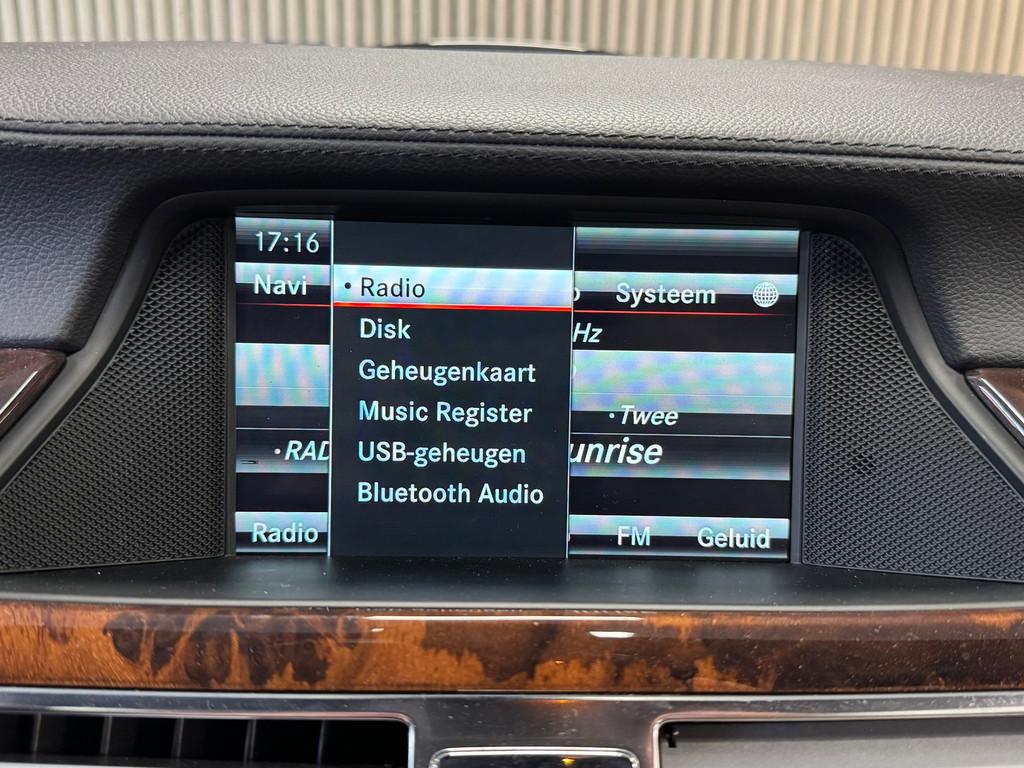 17:16
Navi
Systeem
• Radio
Disk
Hz
Geheugenkaart
Music Register
• Twee
USB-geheugen
• RAD
unrise
Bluetooth Audio
Radio
FM
Geluid